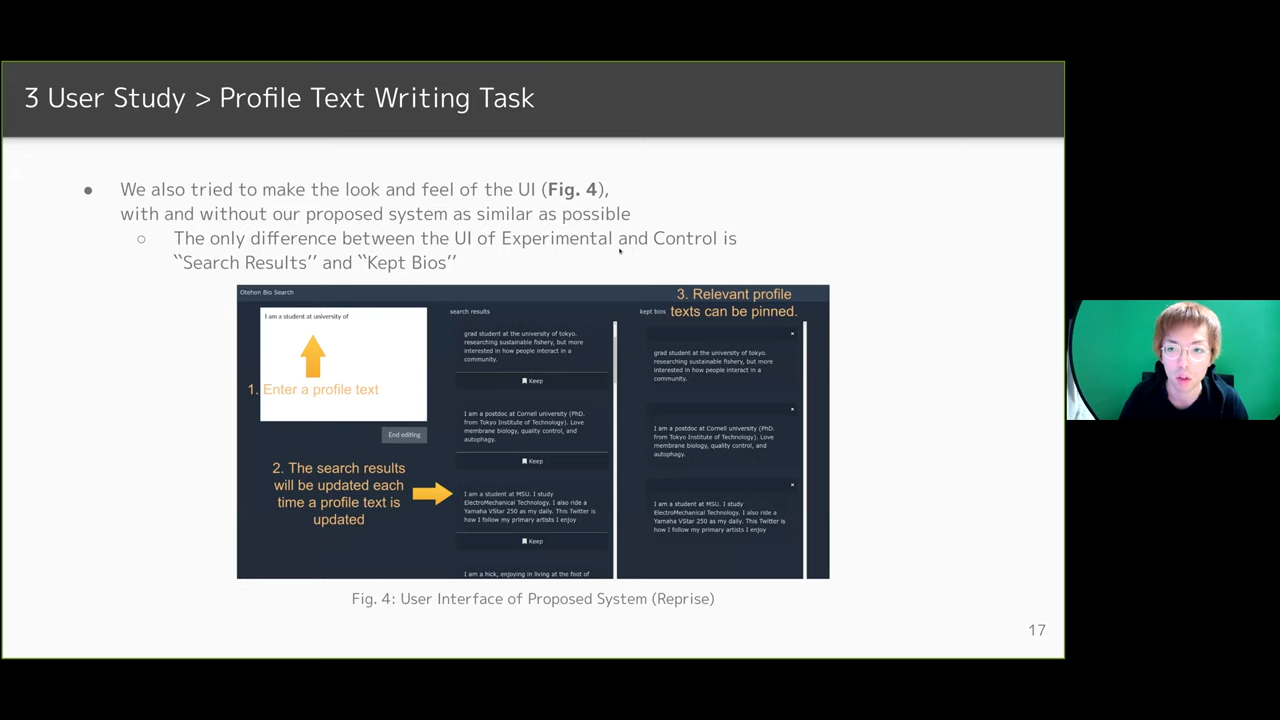 3 User Study > Profile Text Writing Task
● We also tried to make the look and feel of the UI (Fig. 4),
with and without our proposed system as similar as possible
○ The only difference between the UI of Experimental and Control is
``Search Results'' and ``Kept Bios''
Otehon Bio Search
I am a student at university of
1. Enter a profile text
End editing
2. The search results
will be updated each
time a profile text is
updated
search results
grad student at the university of tokyo.
researching sustainable fishery, but more
interested in how people interact in a
community.
Keep
I am a postdoc at Cornell university (PhD.
from Tokyo Institute of Technology). Love
membrane biology, quality control, and
autophagy.
Keep
I am a student at MSU. I study
ElectroMechanical Technology. I also ride a
Yamaha VStar 250 as my daily. This Twitter is
how I follow my primary artists I enjoy
Keep
I am a hick, enjoying in living at the foot of
3. Relevant profile
texts can be pinned.
kept bios
×
grad student at the university of tokyo.
researching sustainable fishery, but more
interested in how people interact in a
community.
×
I am a postdoc at Cornell university (PhD.
from Tokyo Institute of Technology). Love
membrane biology, quality control, and
autophagy.
×
I am a student at MSU. I study
ElectroMechanical Technology. I also ride a
Yamaha VStar 250 as my daily. This Twitter is
how I follow my primary artists I enjoy
Fig. 4: User Interface of Proposed System (Reprise)
17